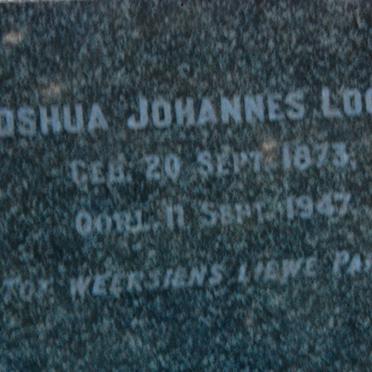 OSHUA JOHANNES LO
GEB. 20 SEPT. 1873.
OORL. 11 SEPT. 1947.
TOT WEERSIENS LIEWE PA